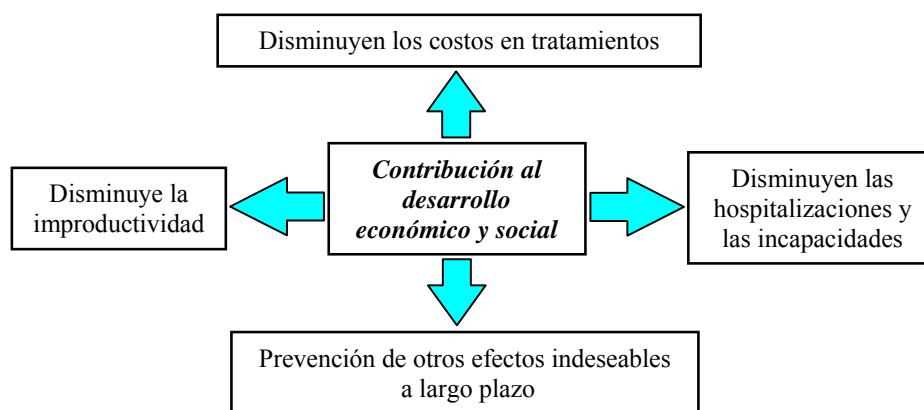 Disminuyen los costos en tratamientos
Disminuye la
improductividad
Contribución al
desarrollo
económico y social
Disminuyen las
hospitalizaciones y
las incapacidades
Prevención de otros efectos indeseables
a largo plazo